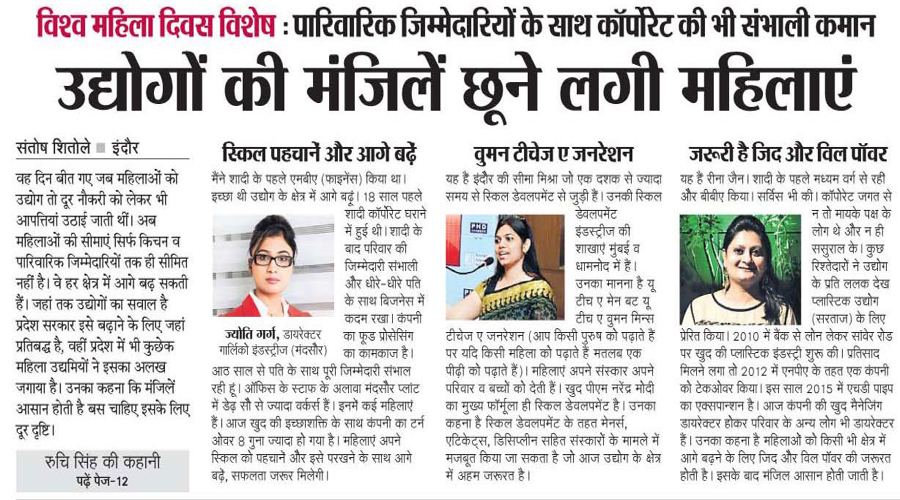 विश्व महिला दिवस विशेष : पारिवारिक जिम्मेदारियों के साथ कॉर्पोरेट की भी संभाली कमान
उद्योगों की मंजिलें छूने लगी महिलाएं
संतोष शितोले ■ इंदौर
वह दिन बीत गए जब महिलाओं को
उद्योग तो दूर नौकरी को लेकर भी
आपत्तियां उठाई जाती थीं। अब
महिलाओं की सीमाएं सिर्फ किचन व
पारिवारिक जिम्मेदारियों तक ही सीमित
नहीं है। वे हर क्षेत्र में आगे बढ़ सकती
हैं। जहां तक उद्योगों का सवाल है
प्रदेश सरकार इसे बढ़ाने के लिए जहां
प्रतिबद्ध है, वहीं प्रदेश में भी कुछेक
महिला उद्यमियों ने इसका अलख
जगाया है। उनका कहना कि मंजिलें
आसान होती है बस चाहिए इसके लिए
दूर दृष्टि।
रुचि सिंह की कहानी
पढ़ें पेज-12
स्किल पहचानें और आगे बढ़ें
मैंने शादी के पहले एमबीए (फाइनेंस) किया था।
इच्छा थी उद्योग के क्षेत्र में आगे बढ़ूं। 18 साल पहले
शादी कॉर्पोरेट घराने
में हुई थी। शादी के
बाद परिवार की
जिम्मेदारी संभाली
और धीरे-धीरे पति
के साथ बिजनेस में
कदम रखा। कंपनी
का फूड प्रोसेसिंग
का कामकाज है।
ज्योति गर्ग, डायरेक्टर
गार्लिको इंडस्ट्रीज (मंदसौर)
आठ साल से पति के साथ पूरी जिम्मेदारी संभाल
रही हूं। ऑफिस के स्टाफ के अलावा मंदसौर प्लांट
में डेढ़ सौ से ज्यादा वर्कर्स हैं। इनमें कई महिलाएं
हैं। आज खुद की इच्छाशक्ति के साथ कंपनी का टर्न
ओवर 8 गुना ज्यादा हो गया है। महिलाएं अपने
स्किल को पहचाने और इसे परखने के साथ आगे
बढ़े, सफलता जरूर मिलेगी।
वुमन टीचेज ए जनरेशन
यह हैं इंदौर की सीमा मिश्रा जो एक दशक से ज्यादा
समय से स्किल डेवलपमेंट से जुड़ी हैं। उनकी स्किल
डेवलपमेंट
इंडस्ट्रीज की
शाखाएं मुंबई व
धामनोद में हैं।
उनका मानना है यू
टीच ए मेन बट यू
टीच ए वुमन मिन्स
टीचेज ए जनरेशन (आप किसी पुरुष को पढ़ाते हैं
पर यदि किसी महिला को पढ़ाते हैं मतलब एक
पीढ़ी को पढ़ाते हैं)। महिलाएं अपने संस्कार अपने
परिवार व बच्चों को देती हैं। खुद पीएम नरेंद्र मोदी
का मुख्य फॉर्मूला ही स्किल डेवलपमेंट है। उनका
कहना है स्किल डेवलपमेंट के तहत मेनर्स,
एटिकेट्स, डिसिप्लीन सहित संस्कारों के मामले में
मजबूत किया जा सकता है जो आज उद्योग के क्षेत्र
में अहम जरूरत है।
PHD
जरूरी है जिद और विल पॉवर
यह हैं रीना जैन। शादी के पहले मध्यम वर्ग से रही
और बीबीए किया। सर्विस भी की। कॉपोरेट जगत से
न तो मायके पक्ष के
लोग थे और न ही
ससुराल के। कुछ
रिश्तेदारों ने उद्योग
के प्रति ललक देख
प्लास्टिक उद्योग
(सरताज) के लिए
प्रेरित किया। 2010 में बैंक से लोन लेकर सांवेर रोड
पर खुद की प्लास्टिक इंडस्ट्री शुरू की। प्रतिसाद
मिलने लगा तो 2012 में एनपीए के तहत एक कंपनी
को टेकओवर किया। इस साल 2015 में एचडी पाइप
का एक्सपान्शन है। आज कंपनी की खुद मैनेजिंग
डायरेक्टर होकर परिवार के अन्य लोग भी डायरेक्टर
हैं। उनका कहना है महिलाओं को किसी भी क्षेत्र में
आगे बढ़ने के लिए जिद और विल पॉवर की जरूरत
होती है। इसके बाद मंजिल आसान होती जाती है।